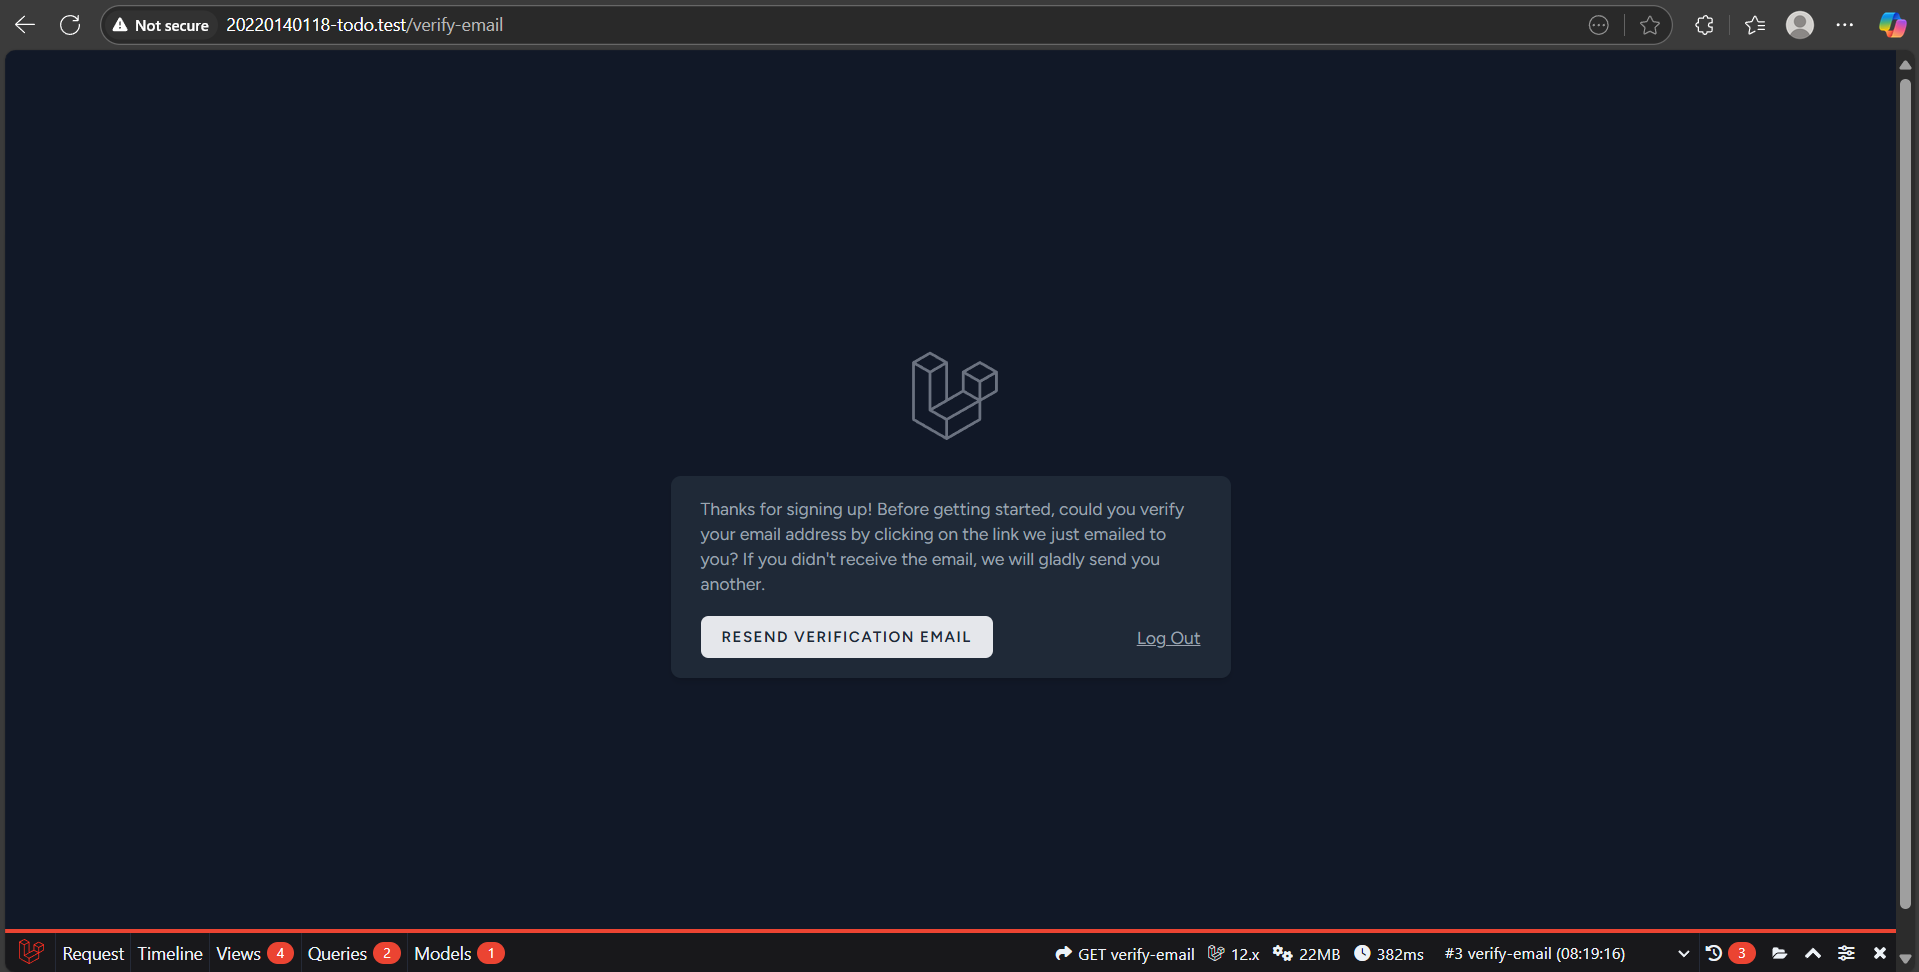 Not secure 20220140118-todo.test/verify-email
Thanks for signing up! Before getting started, could you verify
your email address by clicking on the link we just emailed to
you? If you didn't receive the email, we will gladly send you
another.
RESEND VERIFICATION EMAIL Log Out
Request Timeline Views 4 Queries 2 Models 1 GET verify-email 12.x 22MB 382ms #3 verify-email (08:19:16) 3